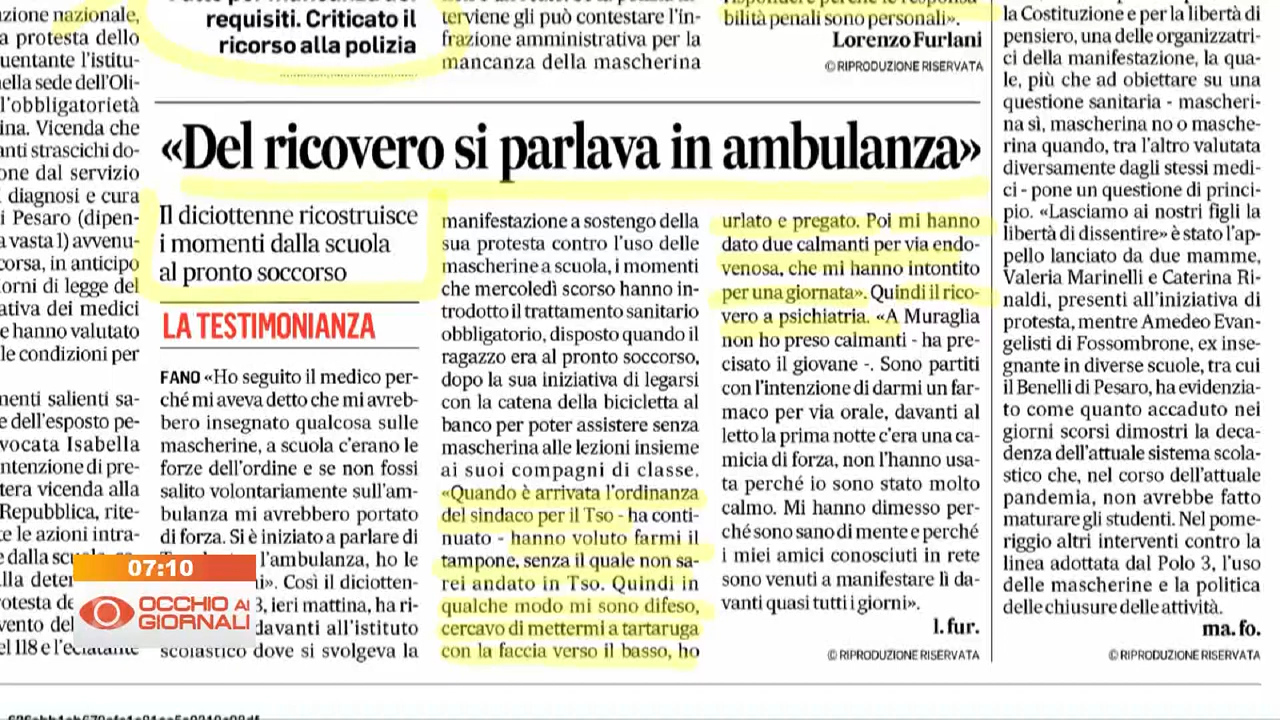 azione nazionale,
a protesta dello
quentante l'istitu-
nella sede dell'Oli-
l'obbligatorietà
ina. Vicenda che
anti strascichi do-
one dal servizio
i diagnosi e cura
i Pesaro (dipen-
a vasta 1) avvenu-
corsa, in anticipo
orni di legge del
ativa dei medici
e hanno valutato
le condizioni per
menti salienti sa-
e dell'esposto pe-
vvocata Isabella
intenzione di pre-
tera vicenda alla
Repubblica, rite-
te le azioni intra-
e dalla
lla
rotesta
vento del
el 118 e l'eclatante
requisiti. Criticato il
ricorso alla polizia
terviene gli può contestare l'in-
frazione amministrativa per la
mancanza della mascherina
bilità penali sono personali».
Lorenzo Furlani
© RIPRODUZIONE RISERVATA
«Del ricovero si parlava in ambulanza»
Il diciottenne ricostruisce
i momenti dalla scuola
al pronto soccorso
LA TESTIMONIANZA
FANO «Ho seguito il medico per-
ché mi aveva detto che mi avreb-
bero insegnato qualcosa sulle
mascherine, a scuola c'erano le
forze dell'ordine e se non fossi
salito volontariamente sull'am-
bulanza mi avrebbero portato
di forza. Si è iniziato a parlare di
l'ambulanza, ho le
». Così il diciotten-
3, ieri mattina, ha ri-
davanti all'istituto
scolastico dove si svolgeva la
manifestazione a sostengo della
sua protesta contro l'uso delle
mascherine a scuola, i momenti
che mercoledì scorso hanno in-
trodotto il trattamento sanitario
obbligatorio, disposto quando il
ragazzo era al pronto soccorso,
dopo la sua iniziativa di legarsi
con la catena della bicicletta al
banco per poter assistere senza
mascherina alle lezioni insieme
ai suoi compagni di classe.
«Quando è arrivata l'ordinanza
del sindaco per il Tso - ha conti-
nuato - hanno voluto farmi il
tampone, senza il quale non sa-
rei andato in Tso. Quindi in
qualche modo mi sono difeso,
cercavo di mettermi a tartaruga
con la faccia verso il basso, ho
urlato e pregato. Poi mi hanno
dato due calmanti per via endo-
venosa, che mi hanno intontito
per una giornata». Quindi il rico-
vero a psichiatria. «A Muraglia
non ho preso calmanti - ha pre-
cisato il giovane -. Sono partiti
con l'intenzione di darmi un far-
maco per via orale, davanti al
letto la prima notte c'era una ca-
micia di forza, non l'hanno usa-
ta perché io sono stato molto
calmo. Mi hanno dimesso per-
ché sono sano di mente e perché
i miei amici conosciuti in rete
sono venuti a manifestare lì da-
vanti quasi tutti i giorni».
l. fur.
© RIPRODUZIONE RISERVATA
la Costituzione e per la libertà di
pensiero, una delle organizzatri-
ci della manifestazione, la qua-
le, più che ad obiettare su una
questione sanitaria - mascheri-
na sì, mascherina no o masche-
rina quando, tra l'altro valutata
diversamente dagli stessi medi-
ci - pone un questione di princi-
pio. «Lasciamo ai nostri figli la
libertà di dissentire» è stato l'ap-
pello lanciato da due mamme,
Valeria Marinelli e Caterina Ri-
naldi, presenti all'iniziativa di
protesta, mentre Amedeo Evan-
gelisti di Fossombrone, ex inse-
gnante in diverse scuole, tra cui
il Benelli di Pesaro, ha evidenzia-
to come quanto accaduto nei
giorni scorsi dimostri la deca-
denza dell'attuale sistema scola-
stico che, nel corso dell'attuale
pandemia, non avrebbe fatto
maturare gli studenti. Nel pome-
riggio altri interventi contro la
linea adottata dal Polo 3, l'uso
delle mascherine e la politica
delle chiusure delle attività.
ma. fo.
© RIPRODUZIONE RISERVATA
07:10
OCCHIO AI
GIORNALI